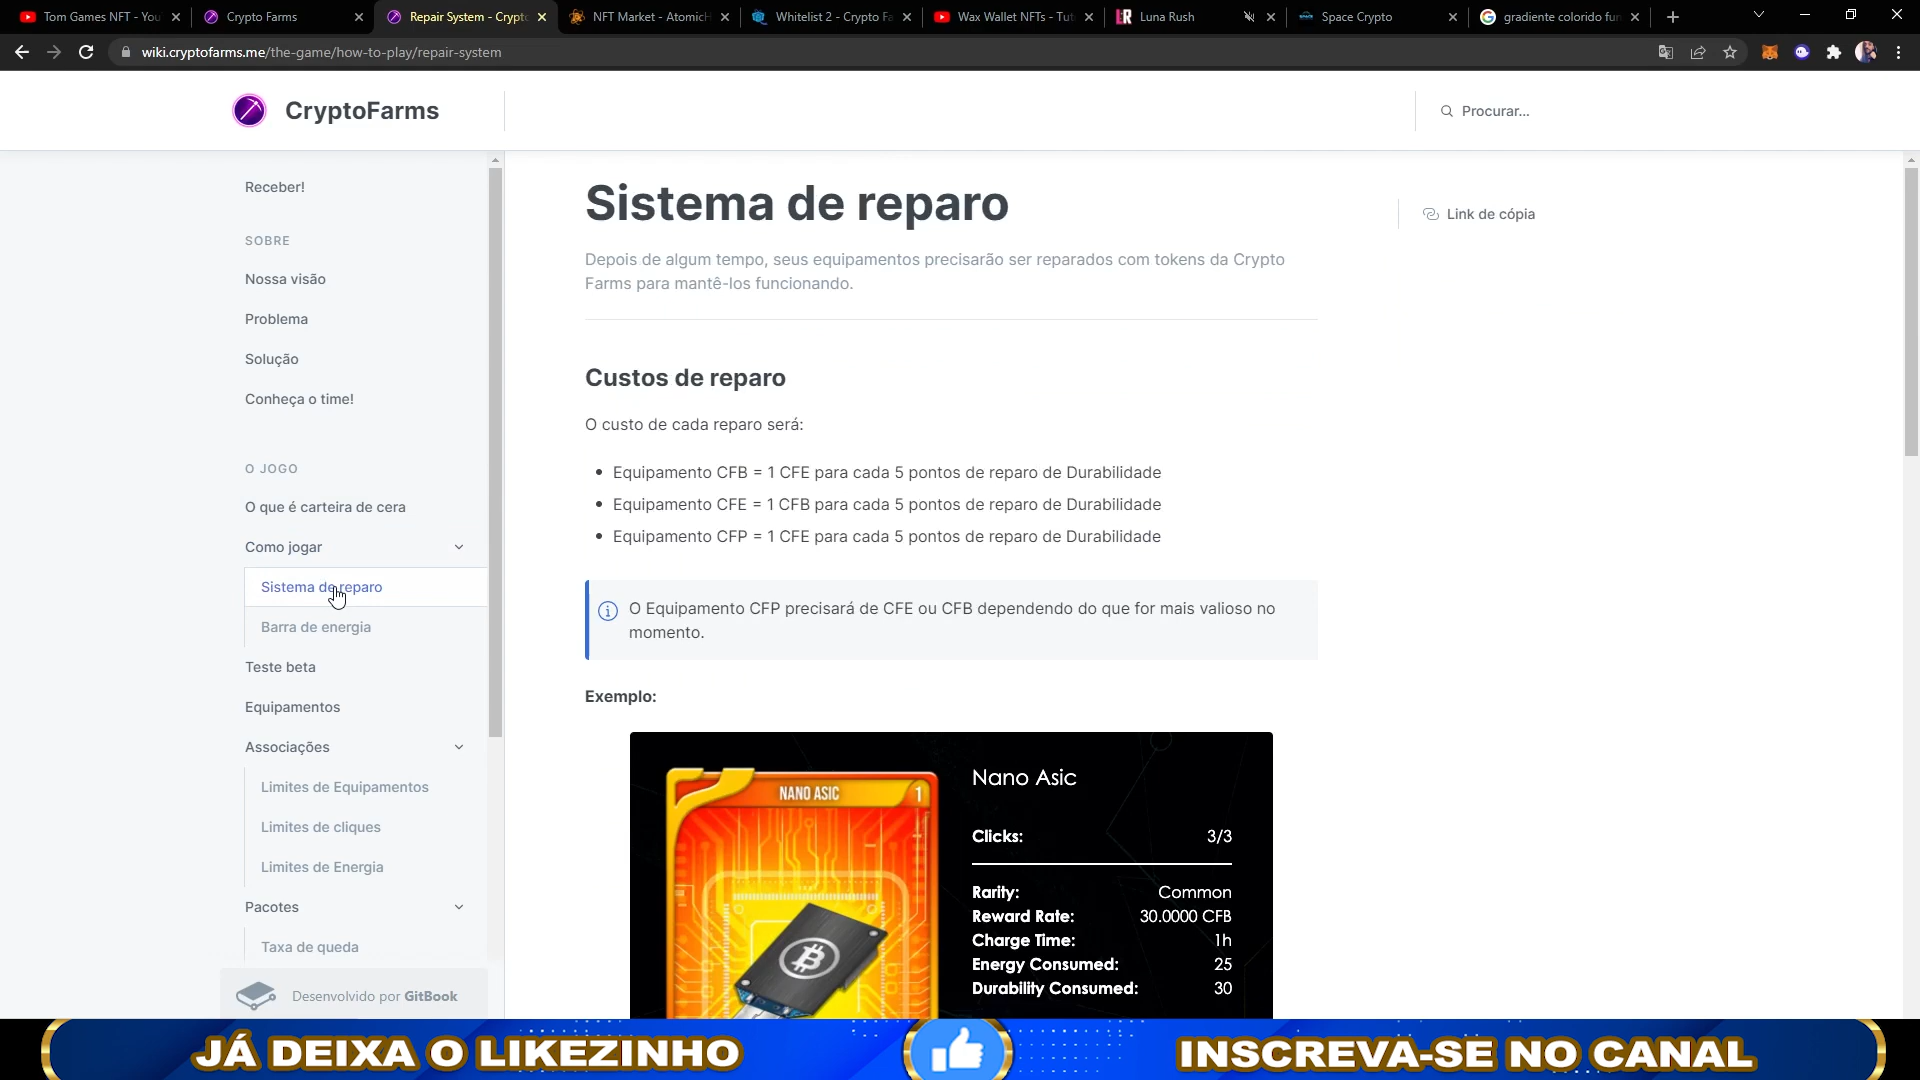 Tom Games NFT - You
Crypto Farms
Repair System - Crypto
NFT Market - AtomicH
Whitelist 2 - Crypto Fa
Wax Wallet NFTs - Tut
Luna Rush
Space Crypto
gradiente colorido fun
wiki.cryptofarms.me/the-game/how-to-play/repair-system
CryptoFarms
Procurar...
Receber!
SOBRE
Nossa visão
Problema
Solução
Conheça o time!
O JOGO
O que é carteira de cera
Como jogar
Sistema de reparo
Barra de energia
Teste beta
Equipamentos
Associações
Limites de Equipamentos
Limites de cliques
Limites de Energia
Pacotes
Taxa de queda
Desenvolvido por GitBook
Sistema de reparo
Link de cópia
Depois de algum tempo, seus equipamentos precisarão ser reparados com tokens da Crypto
Farms para mantê-los funcionando.
Custos de reparo
O custo de cada reparo será:
Equipamento CFB = 1 CFE para cada 5 pontos de reparo de Durabilidade
Equipamento CFE = 1 CFB para cada 5 pontos de reparo de Durabilidade
Equipamento CFP = 1 CFE para cada 5 pontos de reparo de Durabilidade
O Equipamento CFP precisará de CFE ou CFB dependendo do que for mais valioso no
momento.
Exemplo:
NANO ASIC 1
Nano Asic
Clicks: 3/3
Rarity: Common
Reward Rate: 30.0000 CFB
Charge Time: 1h
Energy Consumed: 25
Durability Consumed: 30
JÁ DEIXA O LIKEZINHO
INSCREVA-SE NO CANAL